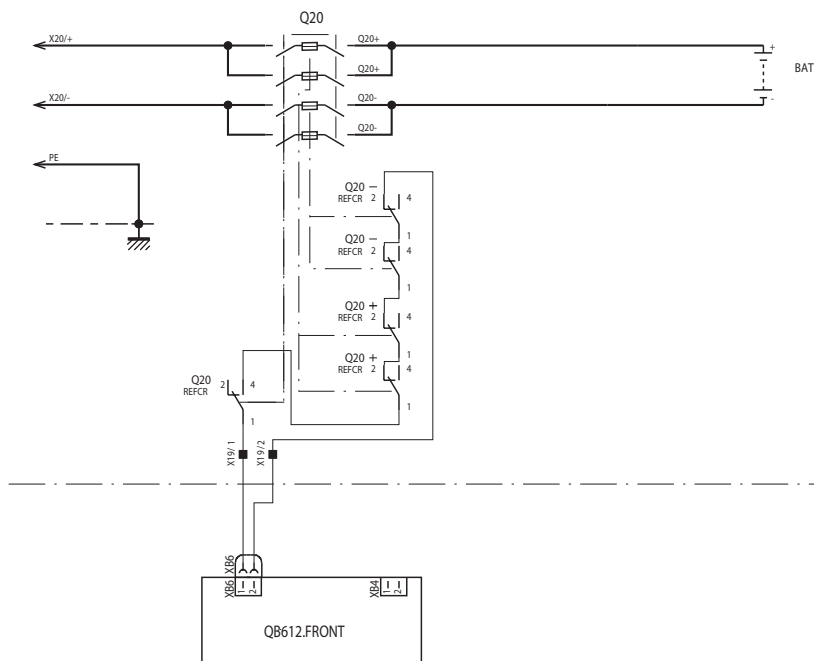 Q20
X20/+
Q20+
+
BAT
Q20+
X20/-
Q20-
-
Q20-
PE
Q20 –
REFCR 2 4
1
Q20 –
REFCR 2 4
1
Q20 +
REFCR 2 4
1
Q20 +
REFCR 2 4
1
Q20
REFCR
2 4
1
X19/1
X19/2
XB6
XB6
1
2
XB4
1
2
QB612.FRONT